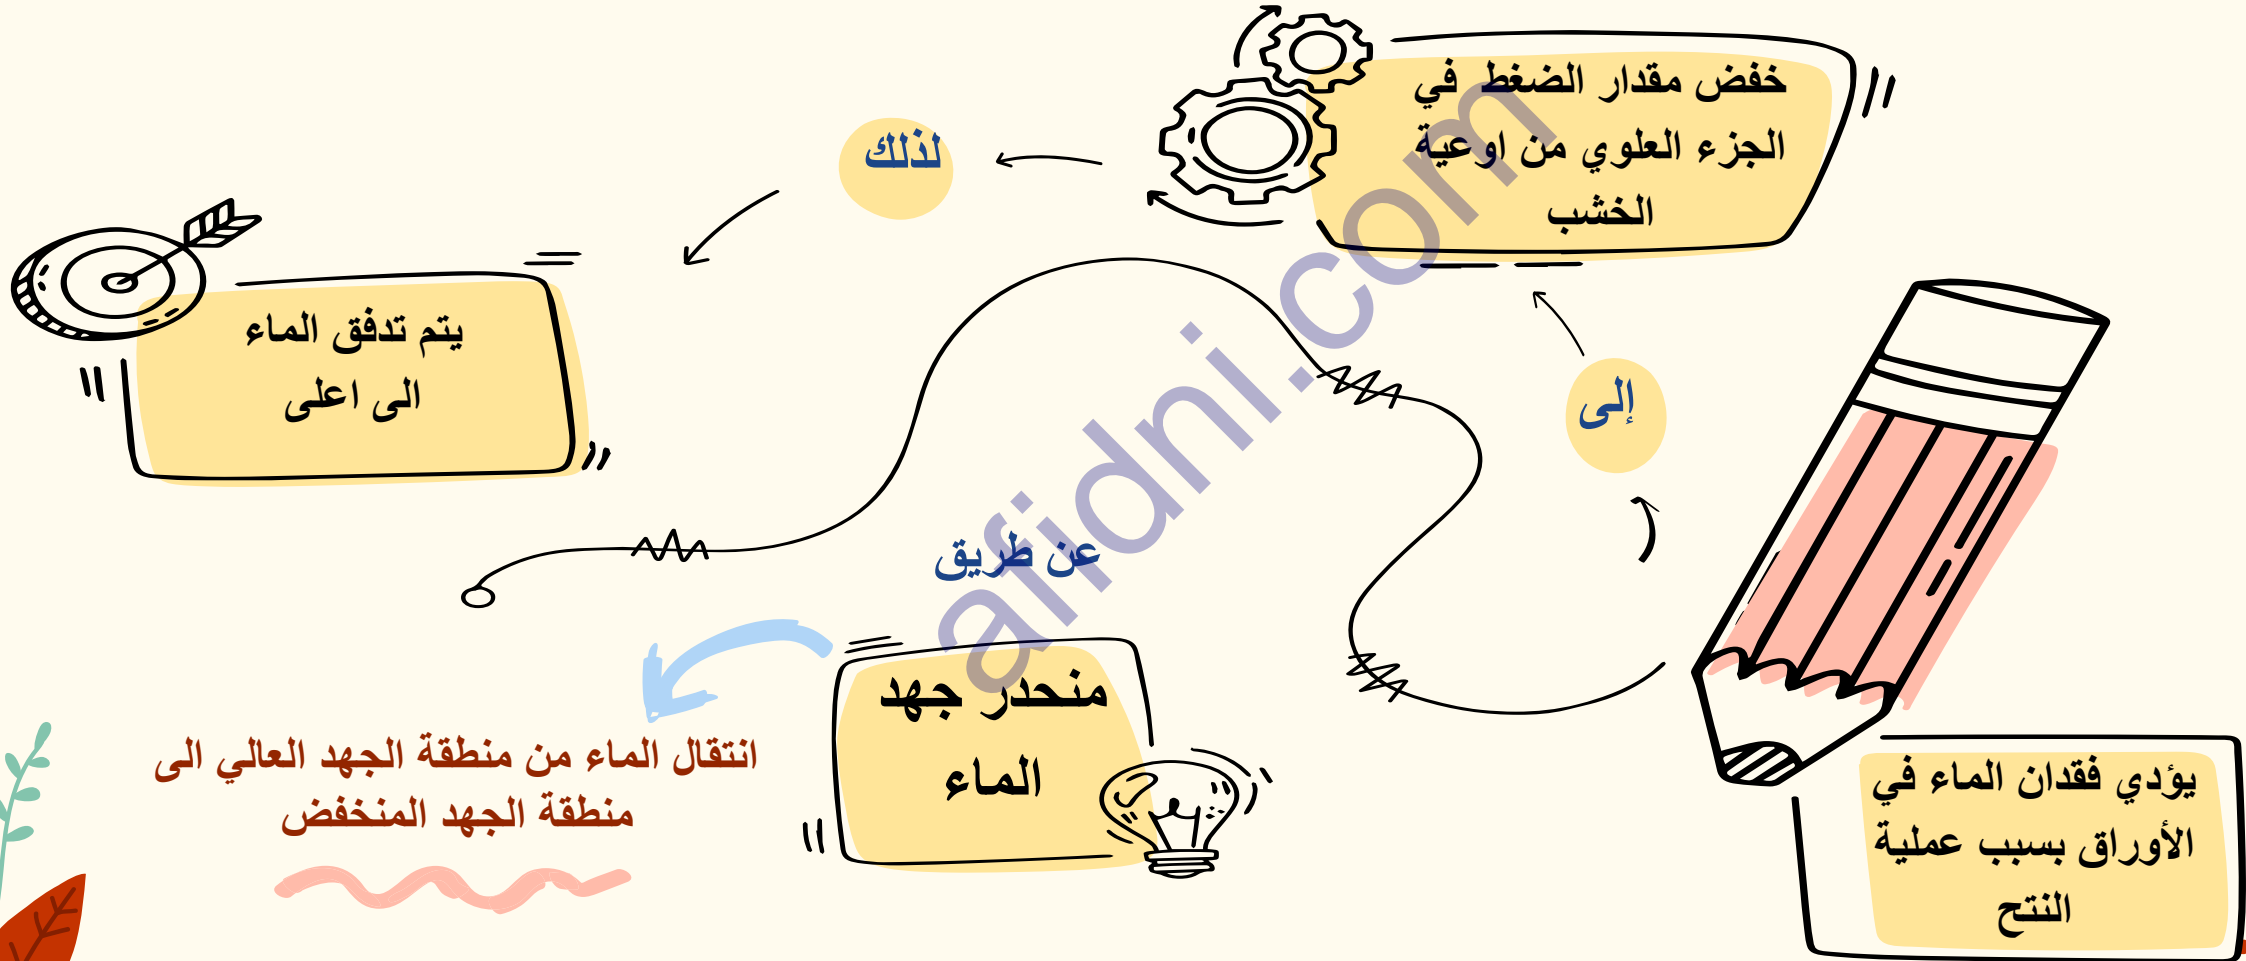 يؤدي فقدان الماء في
الأوراق بسبب عملية
النتح
إلى
خفض مقدار الضغط في
الجزء العلوي من اوعية
الخشب
لذلك
يتم تدفق الماء
الى اعلى
عن طريق
منحدر جهد
الماء
انتقال الماء من منطقة الجهد العالي الى
منطقة الجهد المنخفض
afidni.com